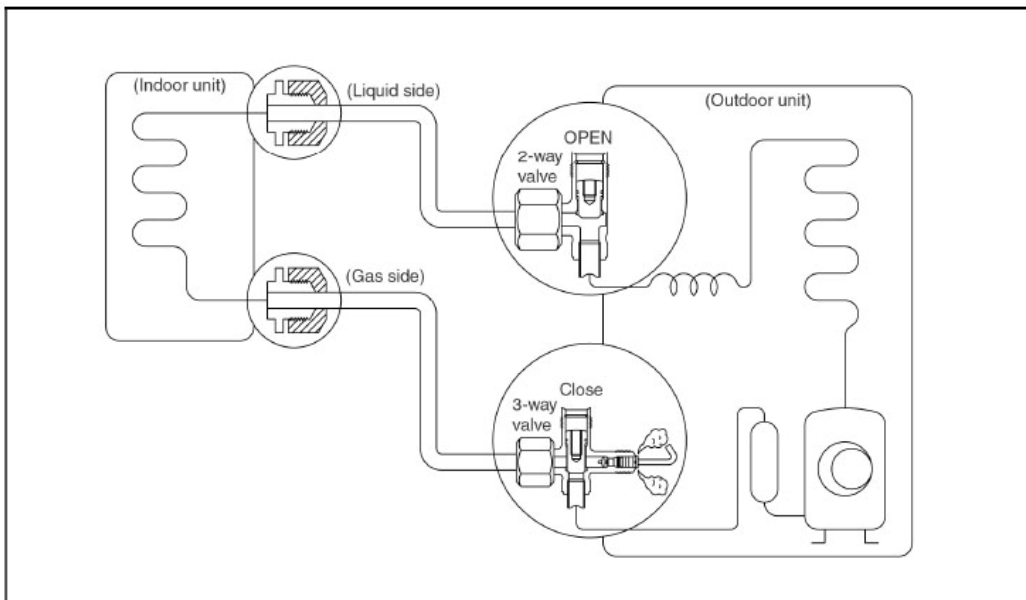 (Indoor unit)
(Liquid side)
(Outdoor unit)
OPEN
2-way
valve
(Gas side)
Close
3-way
valve